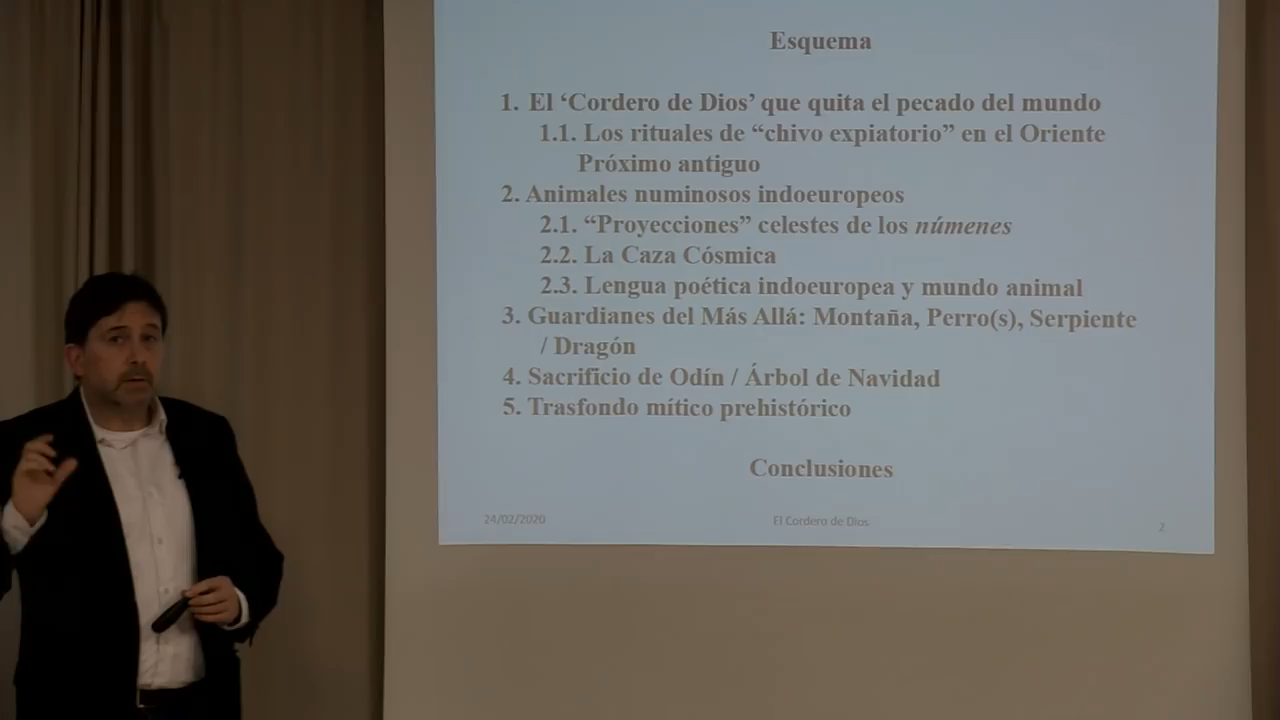 Esquema
1. El ‘Cordero de Dios’ que quita el pecado del mundo
1.1. Los rituales de “chivo expiatorio” en el Oriente
Próximo antiguo
2. Animales numinosos indoeuropeos
2.1. “Proyecciones” celestes de los númenes
2.2. La Caza Cósmica
2.3. Lengua poética indoeuropea y mundo animal
3. Guardianes del Más Allá: Montaña, Perro(s), Serpiente
/ Dragón
4. Sacrificio de Odín / Árbol de Navidad
5. Trasfondo mítico prehistórico
Conclusiones
24/02/2020
El Cordero de Dios
2